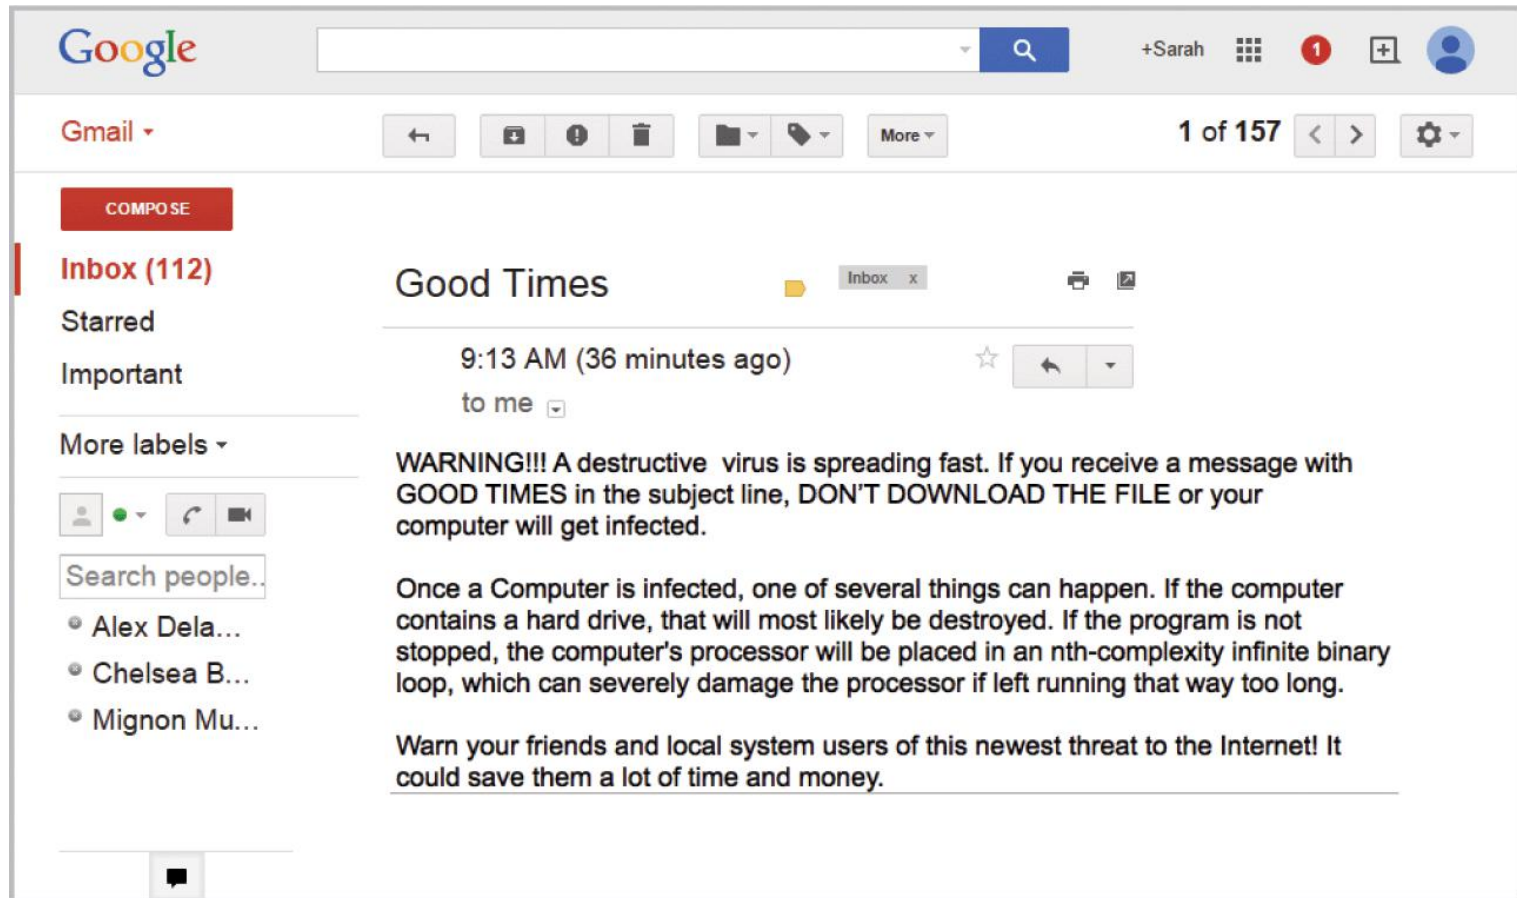 Google
+Sarah
1
Gmail
More
1 of 157
COMPOSE
Inbox (112)
Starred
Important
More labels
Search people..
Alex Dela...
Chelsea B...
Mignon Mu...
Good Times
Inbox x
9:13 AM (36 minutes ago)
to me
WARNING!!! A destructive virus is spreading fast. If you receive a message with
GOOD TIMES in the subject line, DON'T DOWNLOAD THE FILE or your
computer will get infected.
Once a Computer is infected, one of several things can happen. If the computer
contains a hard drive, that will most likely be destroyed. If the program is not
stopped, the computer's processor will be placed in an nth-complexity infinite binary
loop, which can severely damage the processor if left running that way too long.
Warn your friends and local system users of this newest threat to the Internet! It
could save them a lot of time and money.